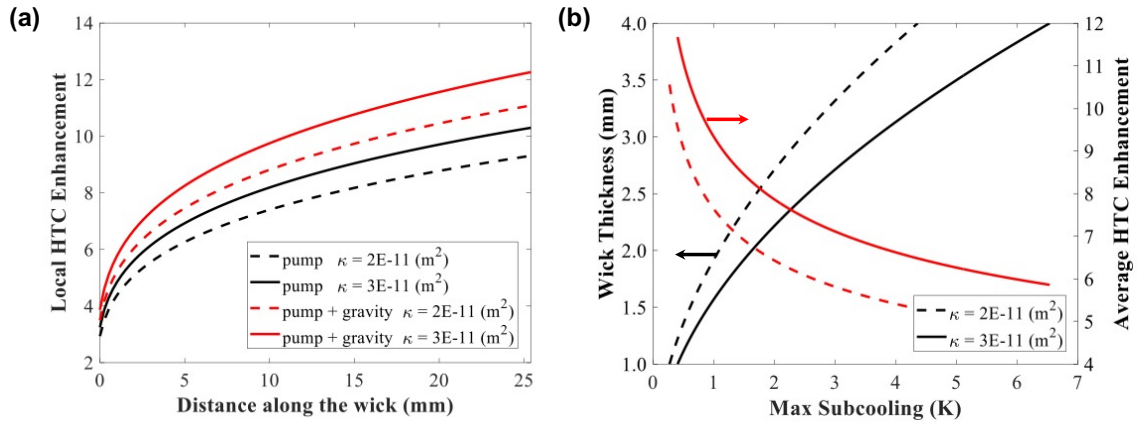 (a)
Local HTC Enhancement
14
12
10
8
6
4
2
0
5
10
15
20
25
Distance along the wick (mm)
pump κ = 2E-11 (m²)
pump κ = 3E-11 (m²)
pump + gravity κ = 2E-11 (m²)
pump + gravity κ = 3E-11 (m²)
(b)
Wick Thickness (mm)
4.0
3.5
3.0
2.5
2.0
1.5
1.0
0
1
2
3
4
5
6
7
Max Subcooling (K)
12
11
10
9
8
7
6
5
4
Average HTC Enhancement
κ = 2E-11 (m²)
κ = 3E-11 (m²)